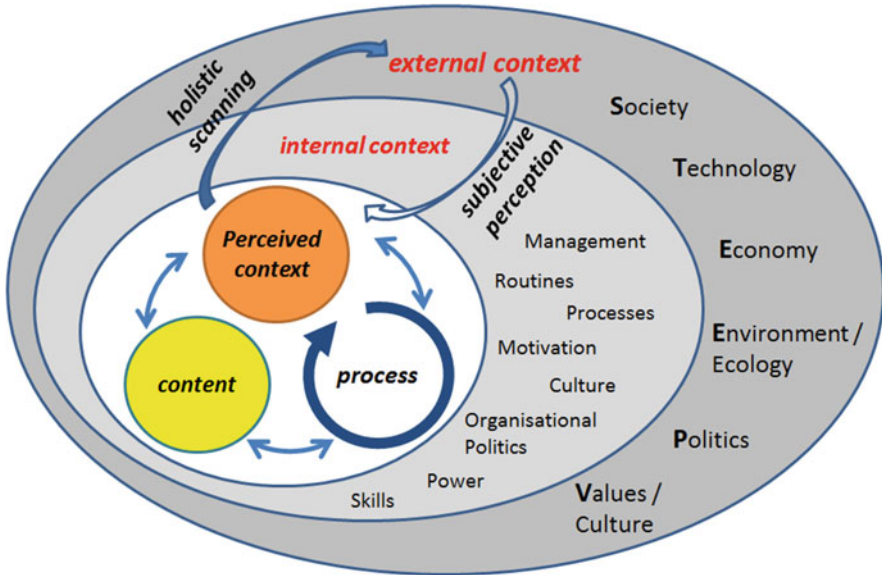 holistic
scanning
external context
internal context
subjective
perception
Perceived
context
content
process
Management
Routines
Processes
Motivation
Culture
Organisational
Politics
Power
Skills
Society
Technology
Economy
Environment /
Ecology
Politics
Values /
Culture